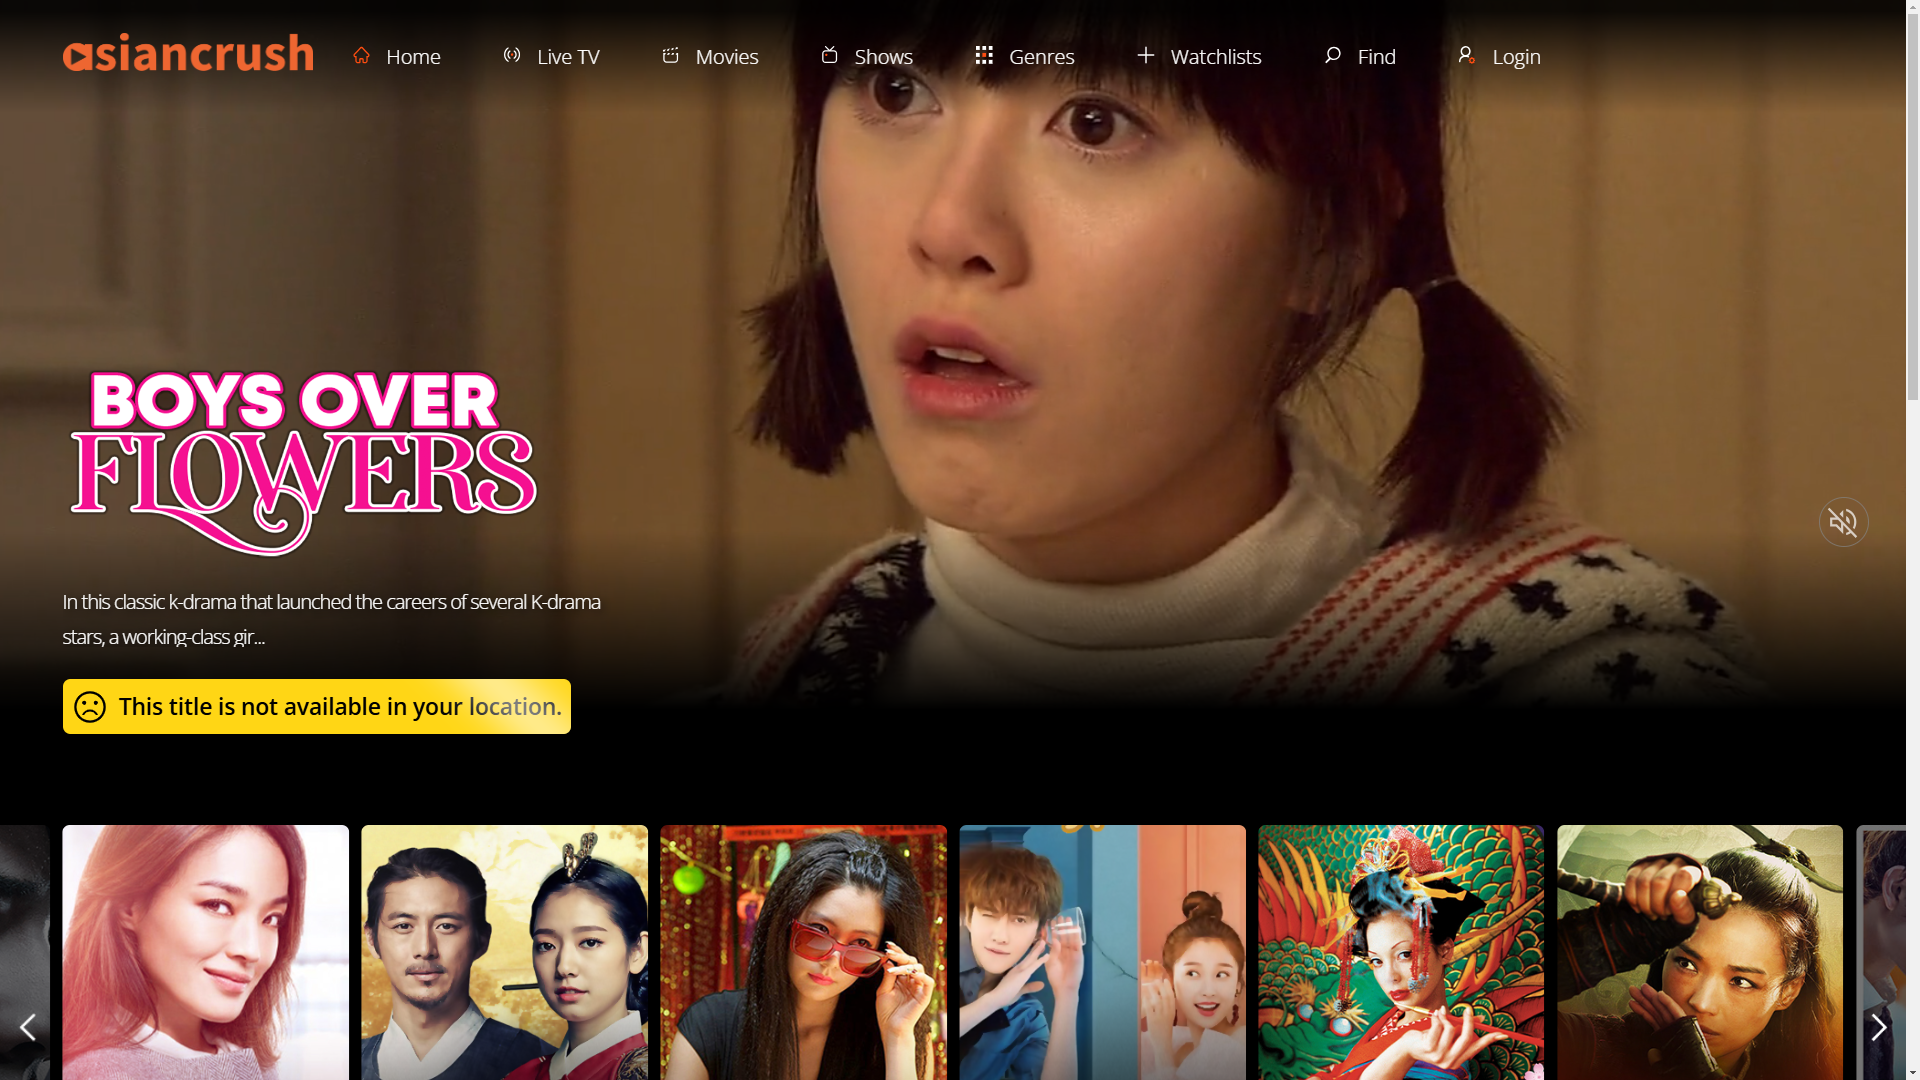 asiancrush
Home
Live TV
Movies
Shows
Genres
Watchlists
Find
Login
BOYS OVER
FLOWERS
In this classic k-drama that launched the careers of several K-drama
stars, a working-class gir...
This title is not available in your location.